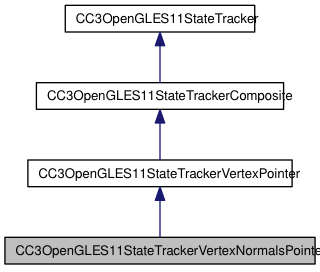 CC3OpenGLES11StateTracker
CC3OpenGLES11StateTrackerComposite
CC3OpenGLES11StateTrackerVertexPointer
CC3OpenGLES11StateTrackerVertexNormalsPointe